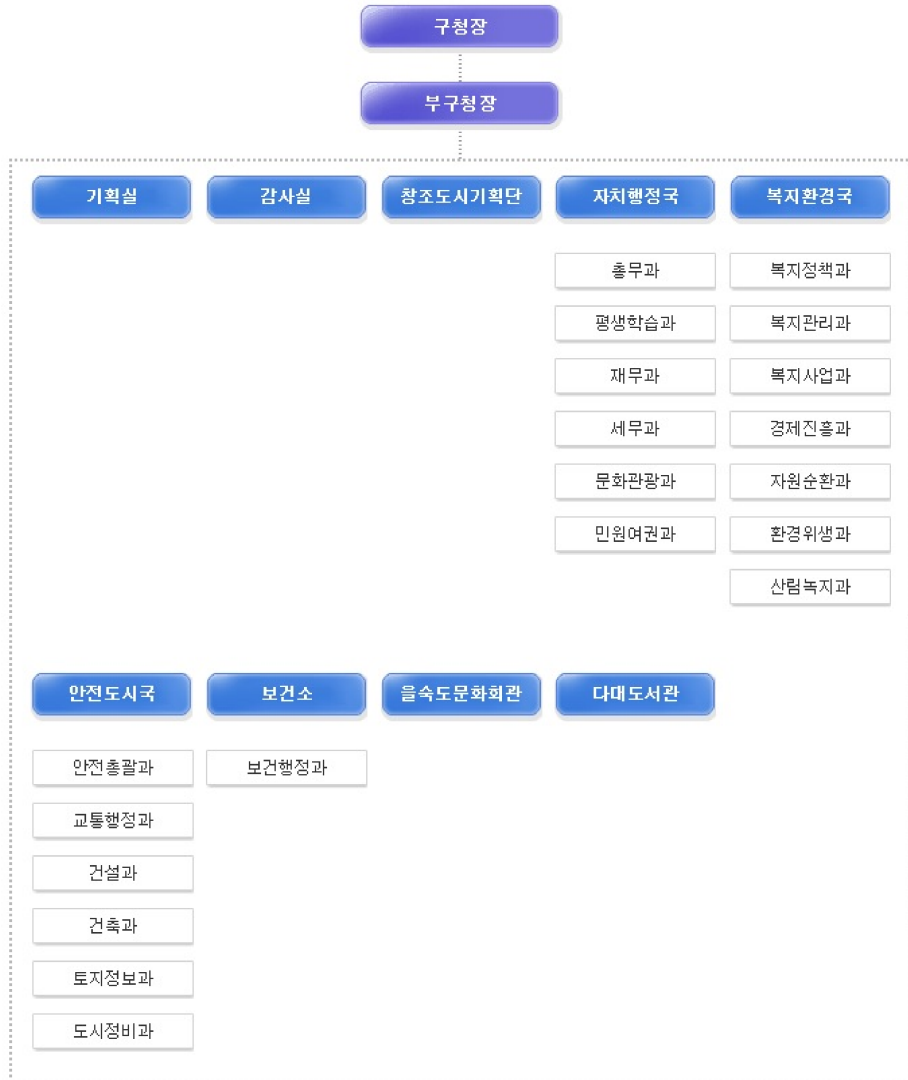 구청장
부구청장
기획실 감사실 창조도시기획단 자치행정국 복지환경국
총무과 복지정책과
평생학습과 복지관리과
재무과 복지사업과
세무과 경제진흥과
문화관광과 자원순환과
민원여권과 환경위생과
산림녹지과
안전도시국 보건소 을숙도문화회관 다대도서관
안전총괄과 보건행정과
교통행정과
건설과
건축과
토지정보과
도시정비과